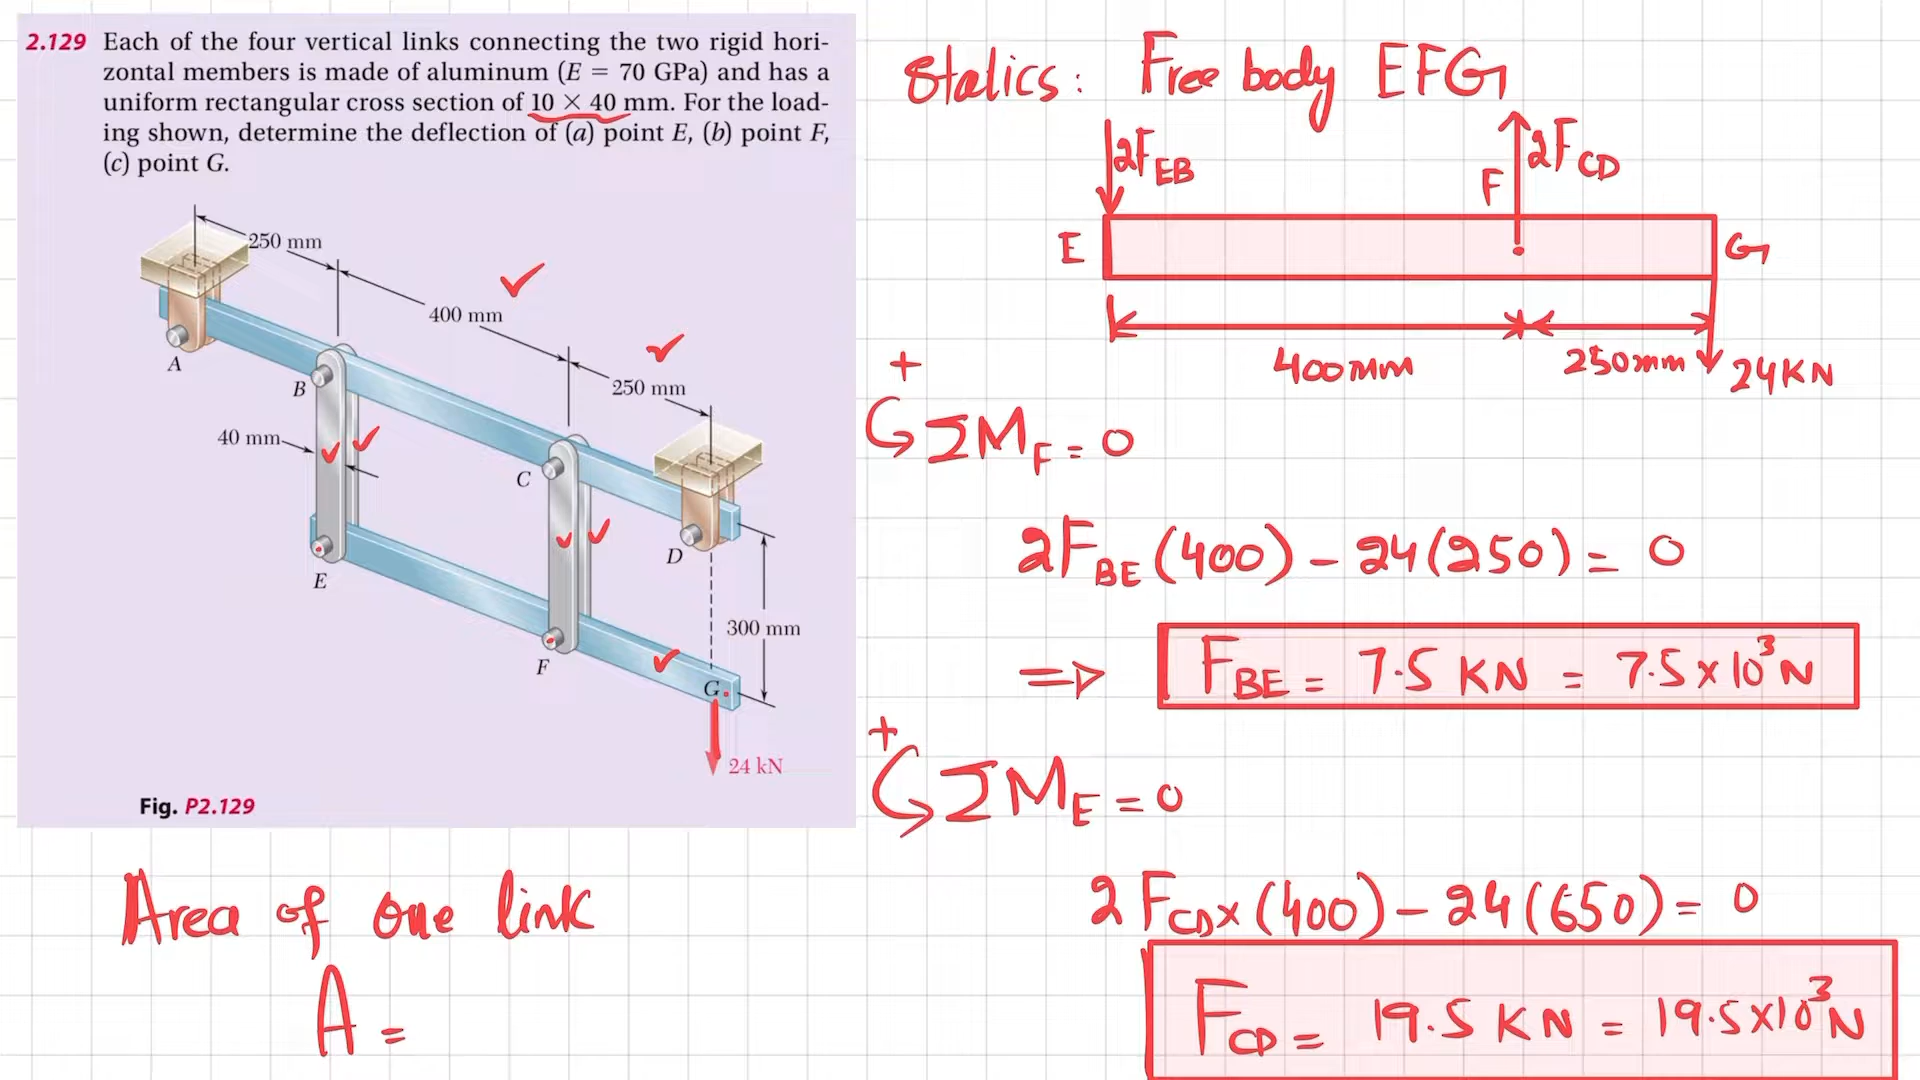 2.129 Each of the four vertical links connecting the two rigid hori-
zontal members is made of aluminum (E = 70 GPa) and has a
uniform rectangular cross section of 10 × 40 mm. For the load-
ing shown, determine the deflection of (a) point E, (b) point F,
(c) point G.
250 mm
400 mm
250 mm
A
B
40 mm
C
D
E
300 mm
F
G
24 kN
Fig. P2.129
Area of one link
A =
Statics: Free body EFG
2F_EB
2F_CD
F
E
G
400mm
250mm
24KN
+
ΣM_F = 0
2F_BE (400) - 24(250) = 0
⇒ F_BE = 7.5 KN = 7.5×10³N
+
ΣM_E = 0
2F_CD×(400) - 24(650) = 0
F_CD = 19.5 KN = 19.5×10³N